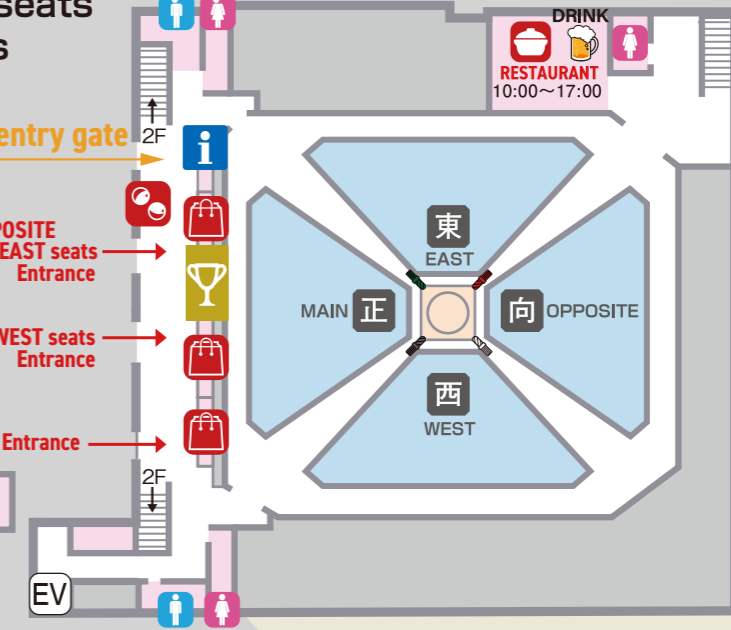 seats
s
DRINK
RESTAURANT
10:00～17:00
2F
entry gate
i
POSITE
EAST seats
Entrance
東
EAST
MAIN 正
向 OPPOSITE
WEST seats
Entrance
西
WEST
Entrance
2F
EV